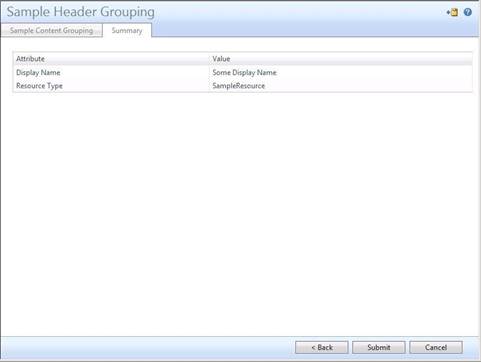 Sample Header Grouping
Sample Content Grouping Summary
Attribute Value
Display Name Some Display Name
Resource Type SampleResource
< Back Submit Cancel